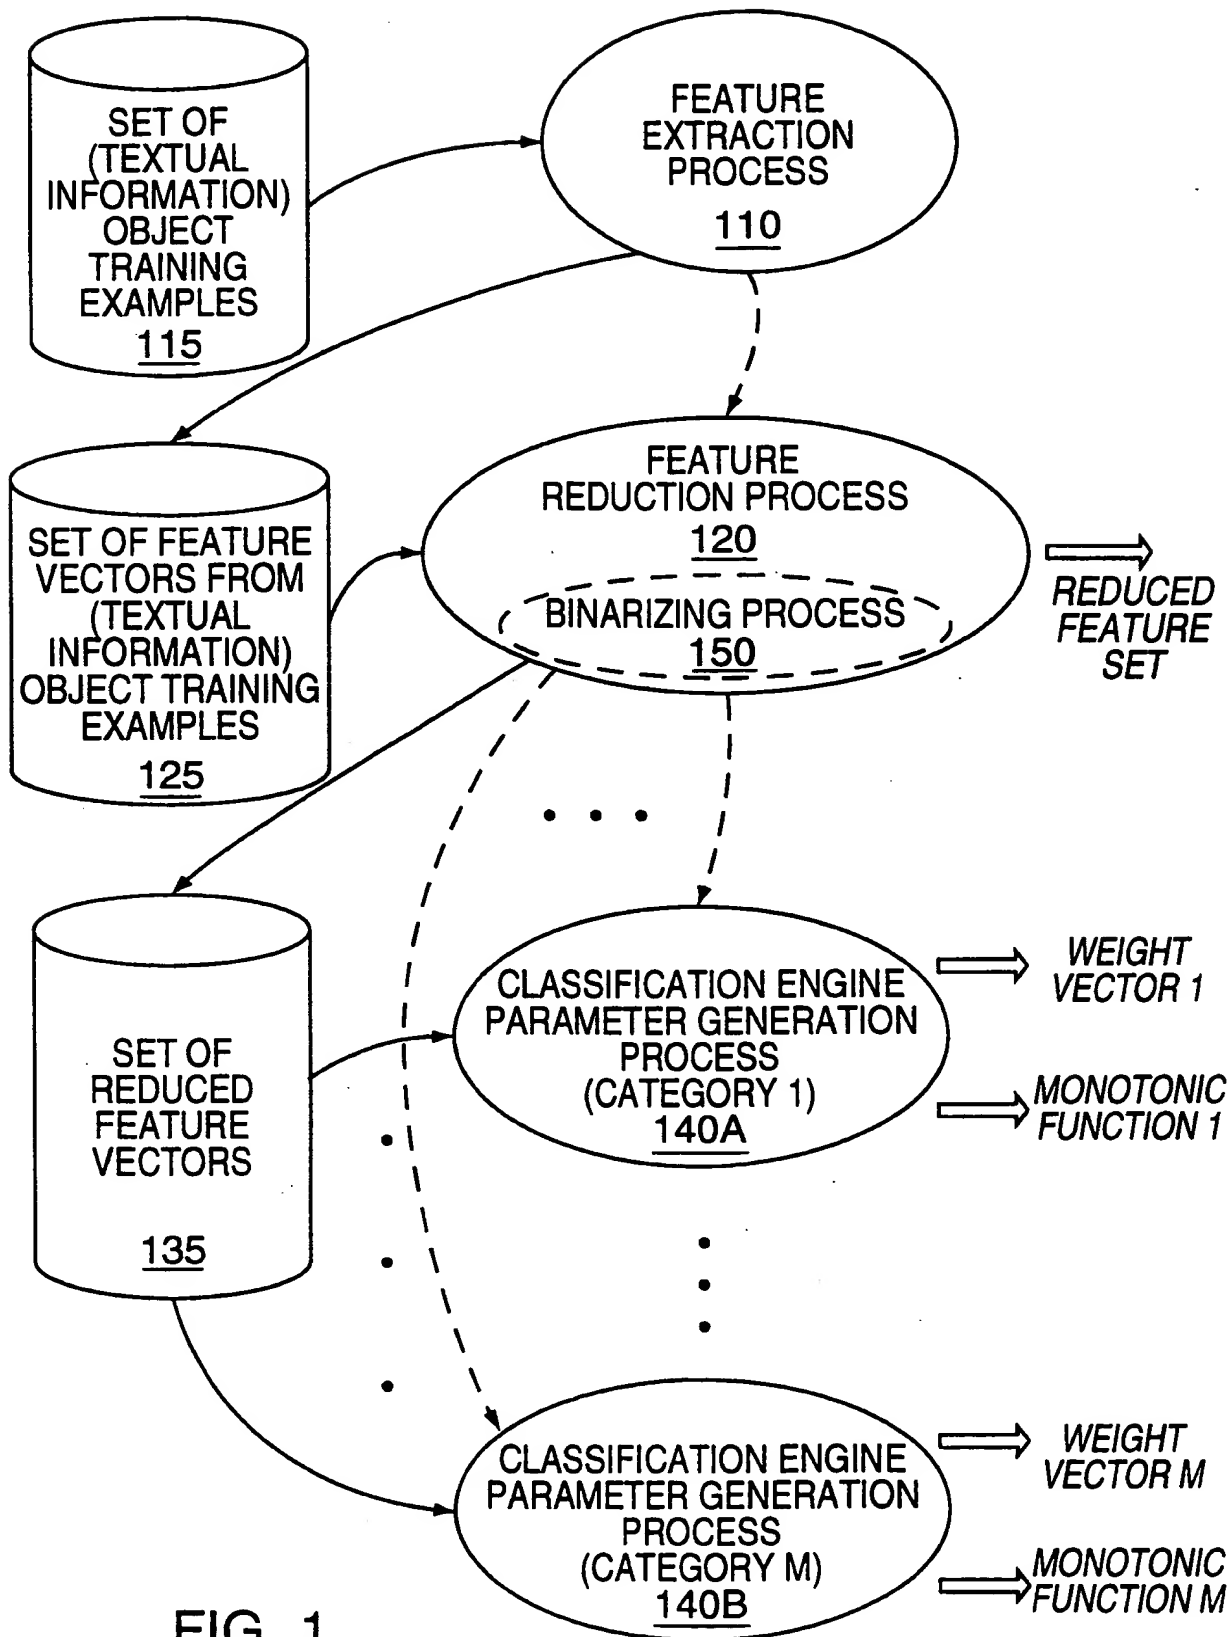 SET OF
(TEXTUAL
INFORMATION)
OBJECT
TRAINING
EXAMPLES
115
FEATURE
EXTRACTION
PROCESS
110
SET OF FEATURE
VECTORS FROM
(TEXTUAL
INFORMATION)
OBJECT TRAINING
EXAMPLES
125
FEATURE
REDUCTION PROCESS
120
BINARIZING PROCESS
150
REDUCED
FEATURE
SET
SET OF
REDUCED
FEATURE
VECTORS
135
CLASSIFICATION ENGINE
PARAMETER GENERATION
PROCESS
(CATEGORY 1)
140A
WEIGHT
VECTOR 1
MONOTONIC
FUNCTION 1
CLASSIFICATION ENGINE
PARAMETER GENERATION
PROCESS
(CATEGORY M)
140B
WEIGHT
VECTOR M
MONOTONIC
FUNCTION M
FIG. 1